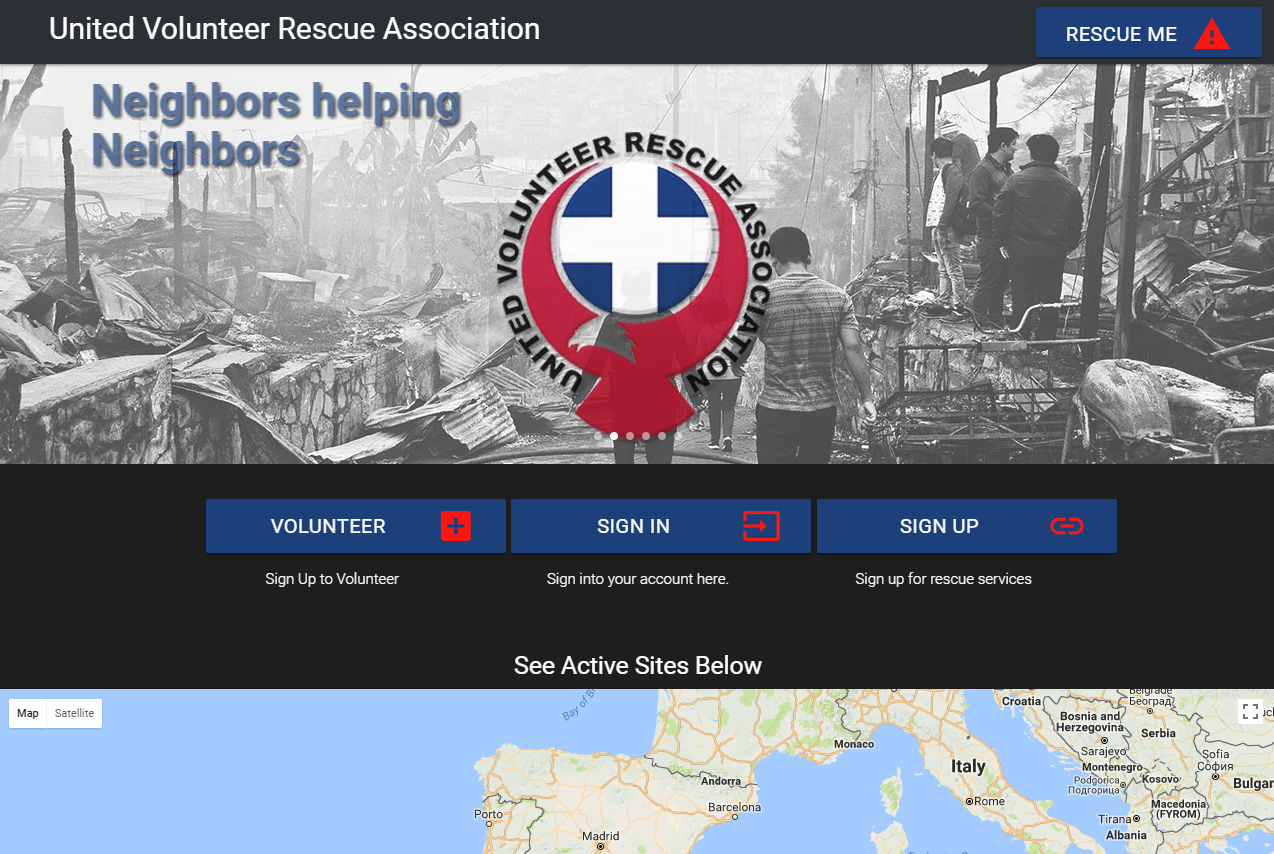 United Volunteer Rescue Association
RESCUE ME
Neighbors helping
Neighbors
UNITED VOLUNTEER RESCUE ASSOCIATION
VOLUNTEER
SIGN IN
SIGN UP
Sign Up to Volunteer
Sign into your account here.
Sign up for rescue services
See Active Sites Below
Map
Satellite
Bay of
Croatia
Belgrade
Београд
Bosnia and
Herzegovina
Serbia
Monaco
Sarajevo
Sofia
София
Italy
Montenegro
Podgorica
Подгорица
Kosovo
Andorra
Bulgar
Rome
Barcelona
Porto
Macedonia
(FYROM)
Tirana
Albania
Madrid